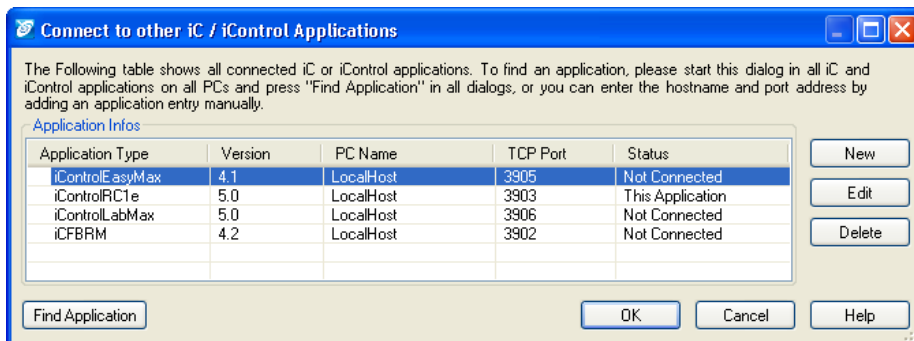 Connect to other iC / iControl Applications
The Following table shows all connected iC or iControl applications. To find an application, please start this dialog in all iC and
iControl applications on all PCs and press "Find Application" in all dialogs, or you can enter the hostname and port address by
adding an application entry manually.
Application Infos
Application Type Version PC Name TCP Port Status
iControlEasyMax 4.1 LocalHost 3905 Not Connected
iControlRC1e 5.0 LocalHost 3903 This Application
iControlLabMax 5.0 LocalHost 3906 Not Connected
iCFBRM 4.2 LocalHost 3902 Not Connected
New
Edit
Delete
Find Application OK Cancel Help